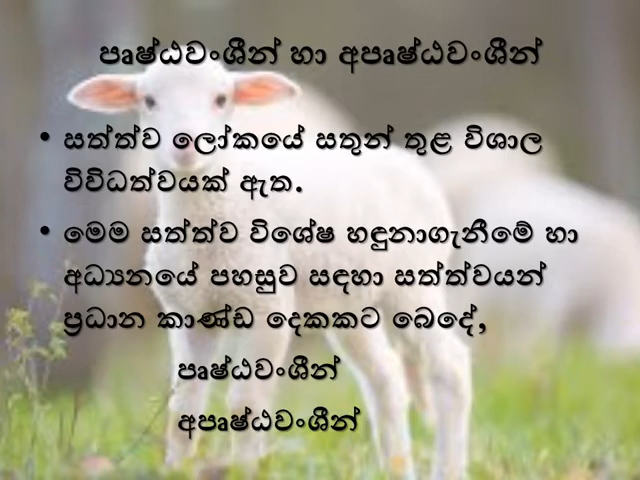 පෘෂ්ඨවංශීන් හා අපෘෂ්ඨවංශීන්
• සත්ත්ව ලෝකයේ සතුන් තුළ විශාල
විවිධත්වයක් ඇත.
• මෙම සත්ත්ව විශේෂ හඳුනාගැනීමේ හා
අධ්‍යනයේ පහසුව සඳහා සත්ත්වයන්
ප්‍රධාන කාණ්ඩ දෙකකට බෙදේ,
පෘෂ්ඨවංශීන්
අපෘෂ්ඨවංශීන්